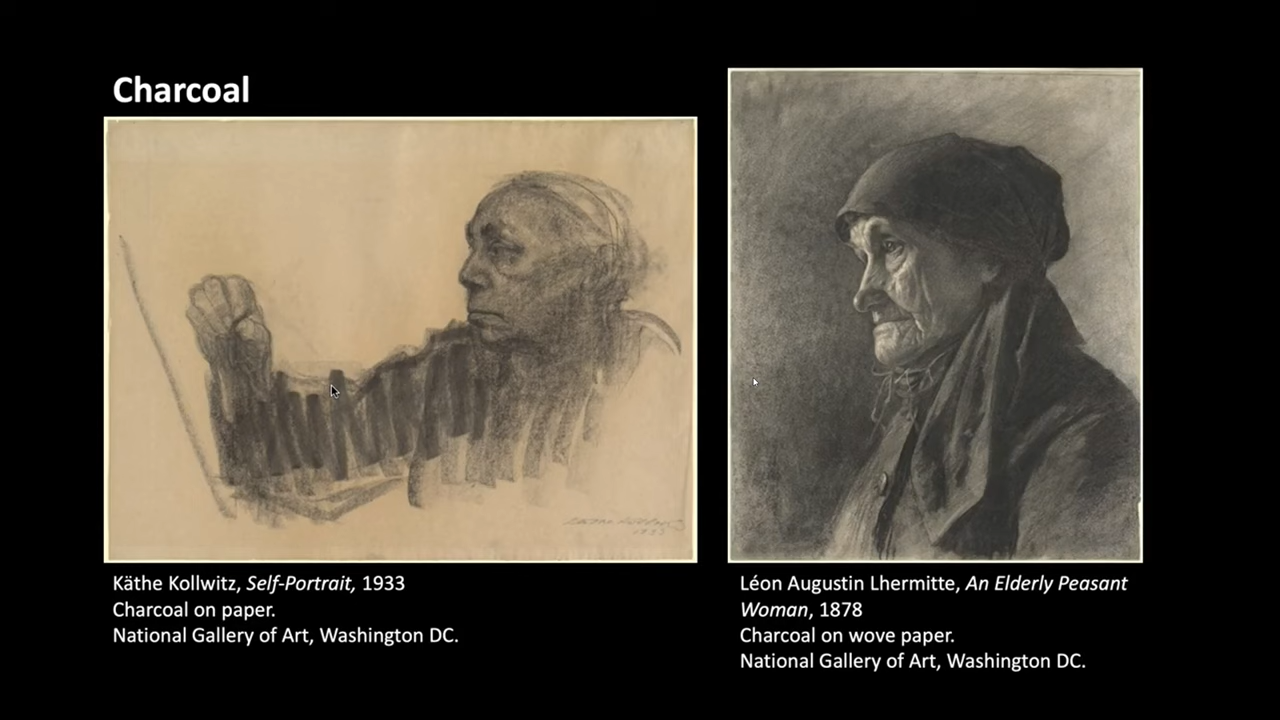 Charcoal
Käthe Kollwitz, Self-Portrait, 1933
Charcoal on paper.
National Gallery of Art, Washington DC.
Léon Augustin Lhermitte, An Elderly Peasant
Woman, 1878
Charcoal on wove paper.
National Gallery of Art, Washington DC.